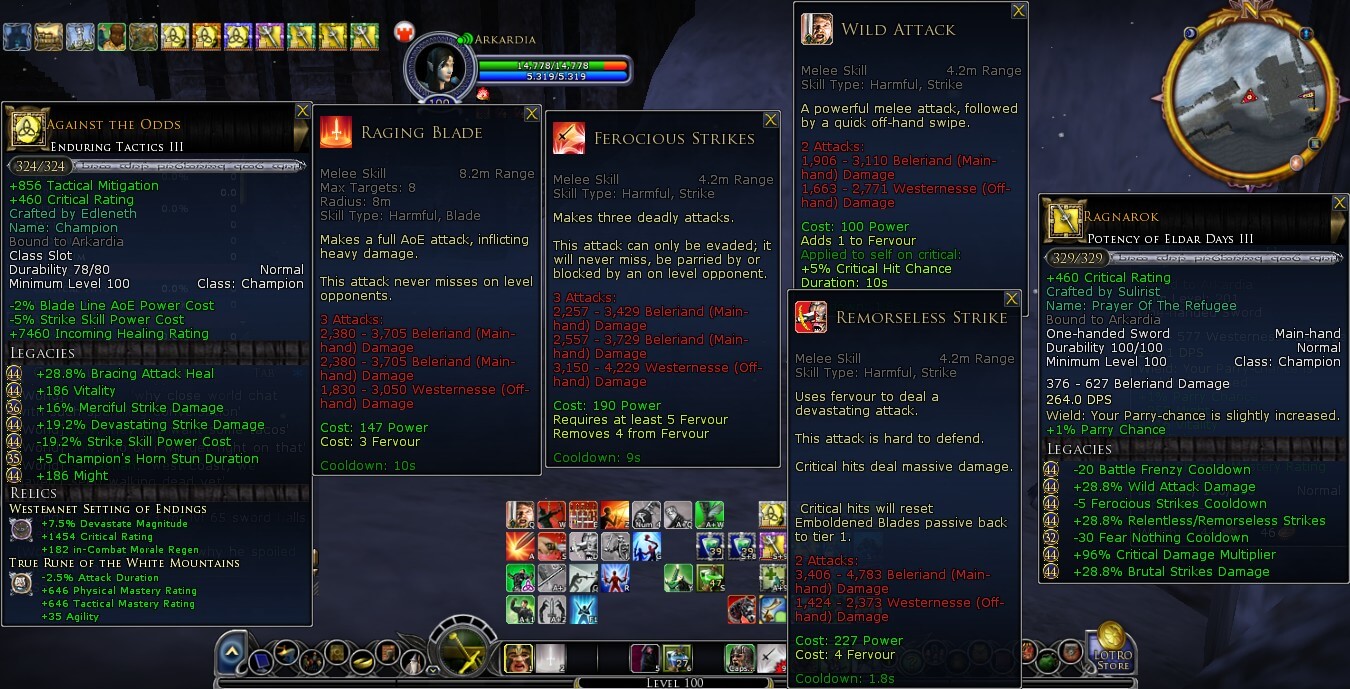 ARKARDIA
14,778/14,778
5,319/5,319
100
AGAINST THE ODDS
ENDURING TACTICS III
324/324
+856 Tactical Mitigation
+460 Critical Rating
Crafted by Edleneth
Name: Champion
Bound to Arkardia
Class Slot
Durability 78/80 Normal
Minimum Level 100 Class: Champion
-2% Blade Line AoE Power Cost
-5% Strike Skill Power Cost
+7460 Incoming Healing Rating
LEGACIES
44 +28.8% Bracing Attack Heal
44 +186 Vitality
36 +16% Merciful Strike Damage
44 +19.2% Devastating Strike Damage
44 -19.2% Strike Skill Power Cost
35 +5 Champion's Horn Stun Duration
44 +186 Might
RELICS
WESTEMNET SETTING OF ENDINGS
+7.5% Devastate Magnitude
+1454 Critical Rating
+182 in-Combat Morale Regen
TRUE RUNE OF THE WHITE MOUNTAINS
-2.5% Attack Duration
+646 Physical Mastery Rating
+646 Tactical Mastery Rating
+35 Agility
RAGING BLADE
Melee Skill 8.2m Range
Max Targets: 8
Radius: 8m
Skill Type: Harmful, Blade
Makes a full AoE attack, inflicting
heavy damage.
This attack never misses on level
opponents.
3 Attacks:
2,380 - 3,705 Beleriand (Main-
hand) Damage
2,380 - 3,705 Beleriand (Main-
hand) Damage
1,830 - 3,050 Westernesse (Off-
hand) Damage
Cost: 147 Power
Cost: 3 Fervour
Cooldown: 10s
FEROCIOUS STRIKES
Melee Skill 4.2m Range
Skill Type: Harmful, Strike
Makes three deadly attacks.
This attack can only be evaded; it
will never miss, be parried by or
blocked by an on level opponent.
3 Attacks:
2,257 - 3,429 Beleriand (Main-
hand) Damage
2,557 - 3,729 Beleriand (Main-
hand) Damage
3,150 - 4,229 Westernesse (Off-
hand) Damage
Cost: 190 Power
Requires at least 5 Fervour
Removes 4 from Fervour
Cooldown: 9s
WILD ATTACK
Melee Skill 4.2m Range
Skill Type: Harmful, Strike
A powerful melee attack, followed
by a quick off-hand swipe.
2 Attacks:
1,906 - 3,110 Beleriand (Main-
hand) Damage
1,663 - 2,771 Westernesse (Off-
hand) Damage
Cost: 100 Power
Adds 1 to Fervour
Applied to self on critical:
+5% Critical Hit Chance
Duration: 10s
REMORSELESS STRIKE
Melee Skill 4.2m Range
Skill Type: Harmful, Strike
Uses fervour to deal a
devastating attack.
This attack is hard to defend.
Critical hits deal massive damage.
Critical hits will reset
Emboldened Blades passive back
to tier 1.
2 Attacks:
3,406 - 4,783 Beleriand (Main-
hand) Damage
1,424 - 2,373 Westernesse (Off-
hand) Damage
Cost: 227 Power
Cost: 4 Fervour
Cooldown: 1.8s
N
RAGNAROK
POTENCY OF ELDAR DAYS III
329/329
+460 Critical Rating
Crafted by Sulirist
Name: Prayer Of The Refugee
Bound to Arkardia
One-handed Sword Main-hand
Durability 100/100 Normal
Minimum Level 100 Class: Champion
376 - 627 Beleriand Damage
264.0 DPS
Wield: Your Parry-chance is slightly increased.
+1% Parry Chance
LEGACIES
44 -20 Battle Frenzy Cooldown
44 +28.8% Wild Attack Damage
44 -5 Ferocious Strikes Cooldown
44 +28.8% Relentless/Remorseless Strikes
32 -30 Fear Nothing Cooldown
44 +96% Critical Damage Multiplier
44 +28.8% Brutal Strikes Damage
LEVEL 100
LOTRO
STORE